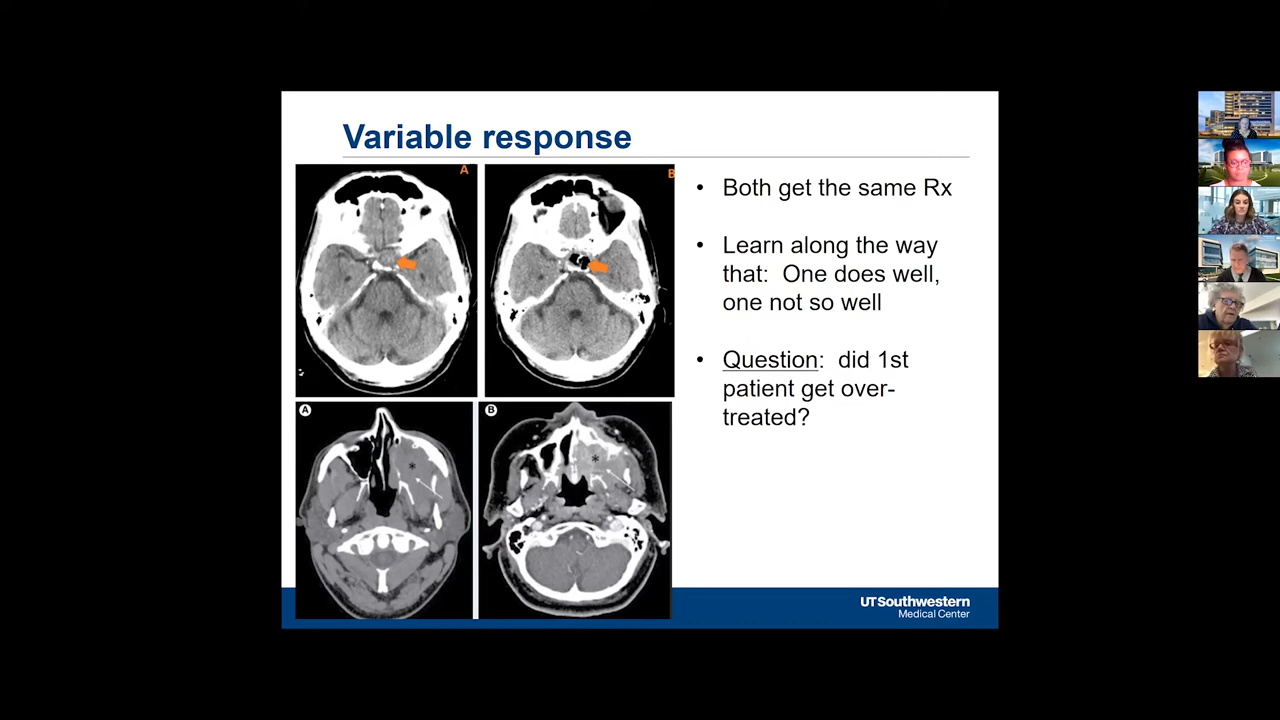 Variable response
A
B
• Both get the same Rx
• Learn along the way
that: One does well,
one not so well
• Question: did 1st
patient get over-
treated?
A
*
B
*
UTSouthwestern
Medical Center